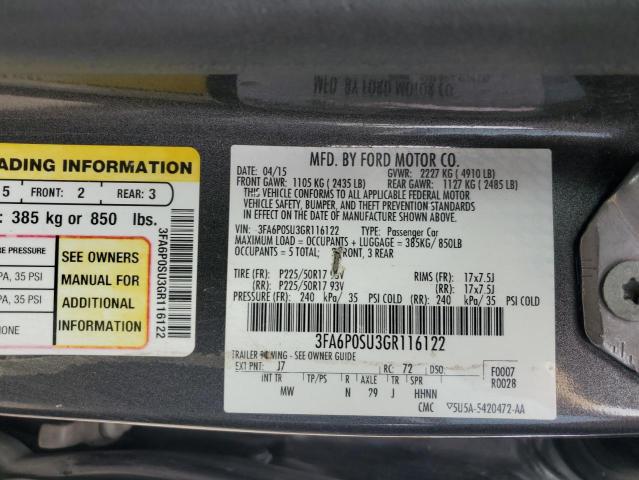 ADING INFORMATION
5 FRONT: 2 REAR: 3
: 385 kg or 850 lbs.
E PRESSURE
PA, 35 PSI
PA, 35 PSI
ONE
SEE OWNERS
MANUAL FOR
ADDITIONAL
INFORMATION
3FA6P0SU3GR116122
MFD. BY FORD MOTOR CO.
MFD. BY FORD MOTOR CO.
04/15 GVWR: 2227 KG ( 4910 LB)
FRONT GAWR: 1105 KG ( 2435 LB) REAR GAWR: 1127 KG ( 2485 LB)
THIS VEHICLE CONFORMS TO ALL APPLICABLE FEDERAL MOTOR
VEHICLE SAFETY, BUMPER, AND THEFT PREVENTION STANDARDS
IN EFFECT ON THE DATE OF MANUFACTURE SHOWN ABOVE.
VIN: 3FA6P0SU3GR116122 TYPE: Passenger Car
MAXIMUM LOAD = OCCUPANTS + LUGGAGE = 385KG/ 850LB
OCCUPANTS = 5 TOTAL; FRONT, 3 REAR
TIRE (FR): P225/50R17 93V RIMS (FR): 17x7.5J
(RR): P225/50R17 93V (RR): 17x7.5J
PRESSURE (FR): 240 kPa/ 35 PSI COLD (RR): 240 kPa/ 35 PSI COLD
3FA6P0SU3GR116122
TRAILER TOWING - SEE OWNER GUIDE
EXT PNT: J7 RC: 72 DSO: F0007
R0028
INT TR TP/PS R AXLE TR SPR
MW N 29 J HHNN
CMC ▽5U5A-5420472-AA